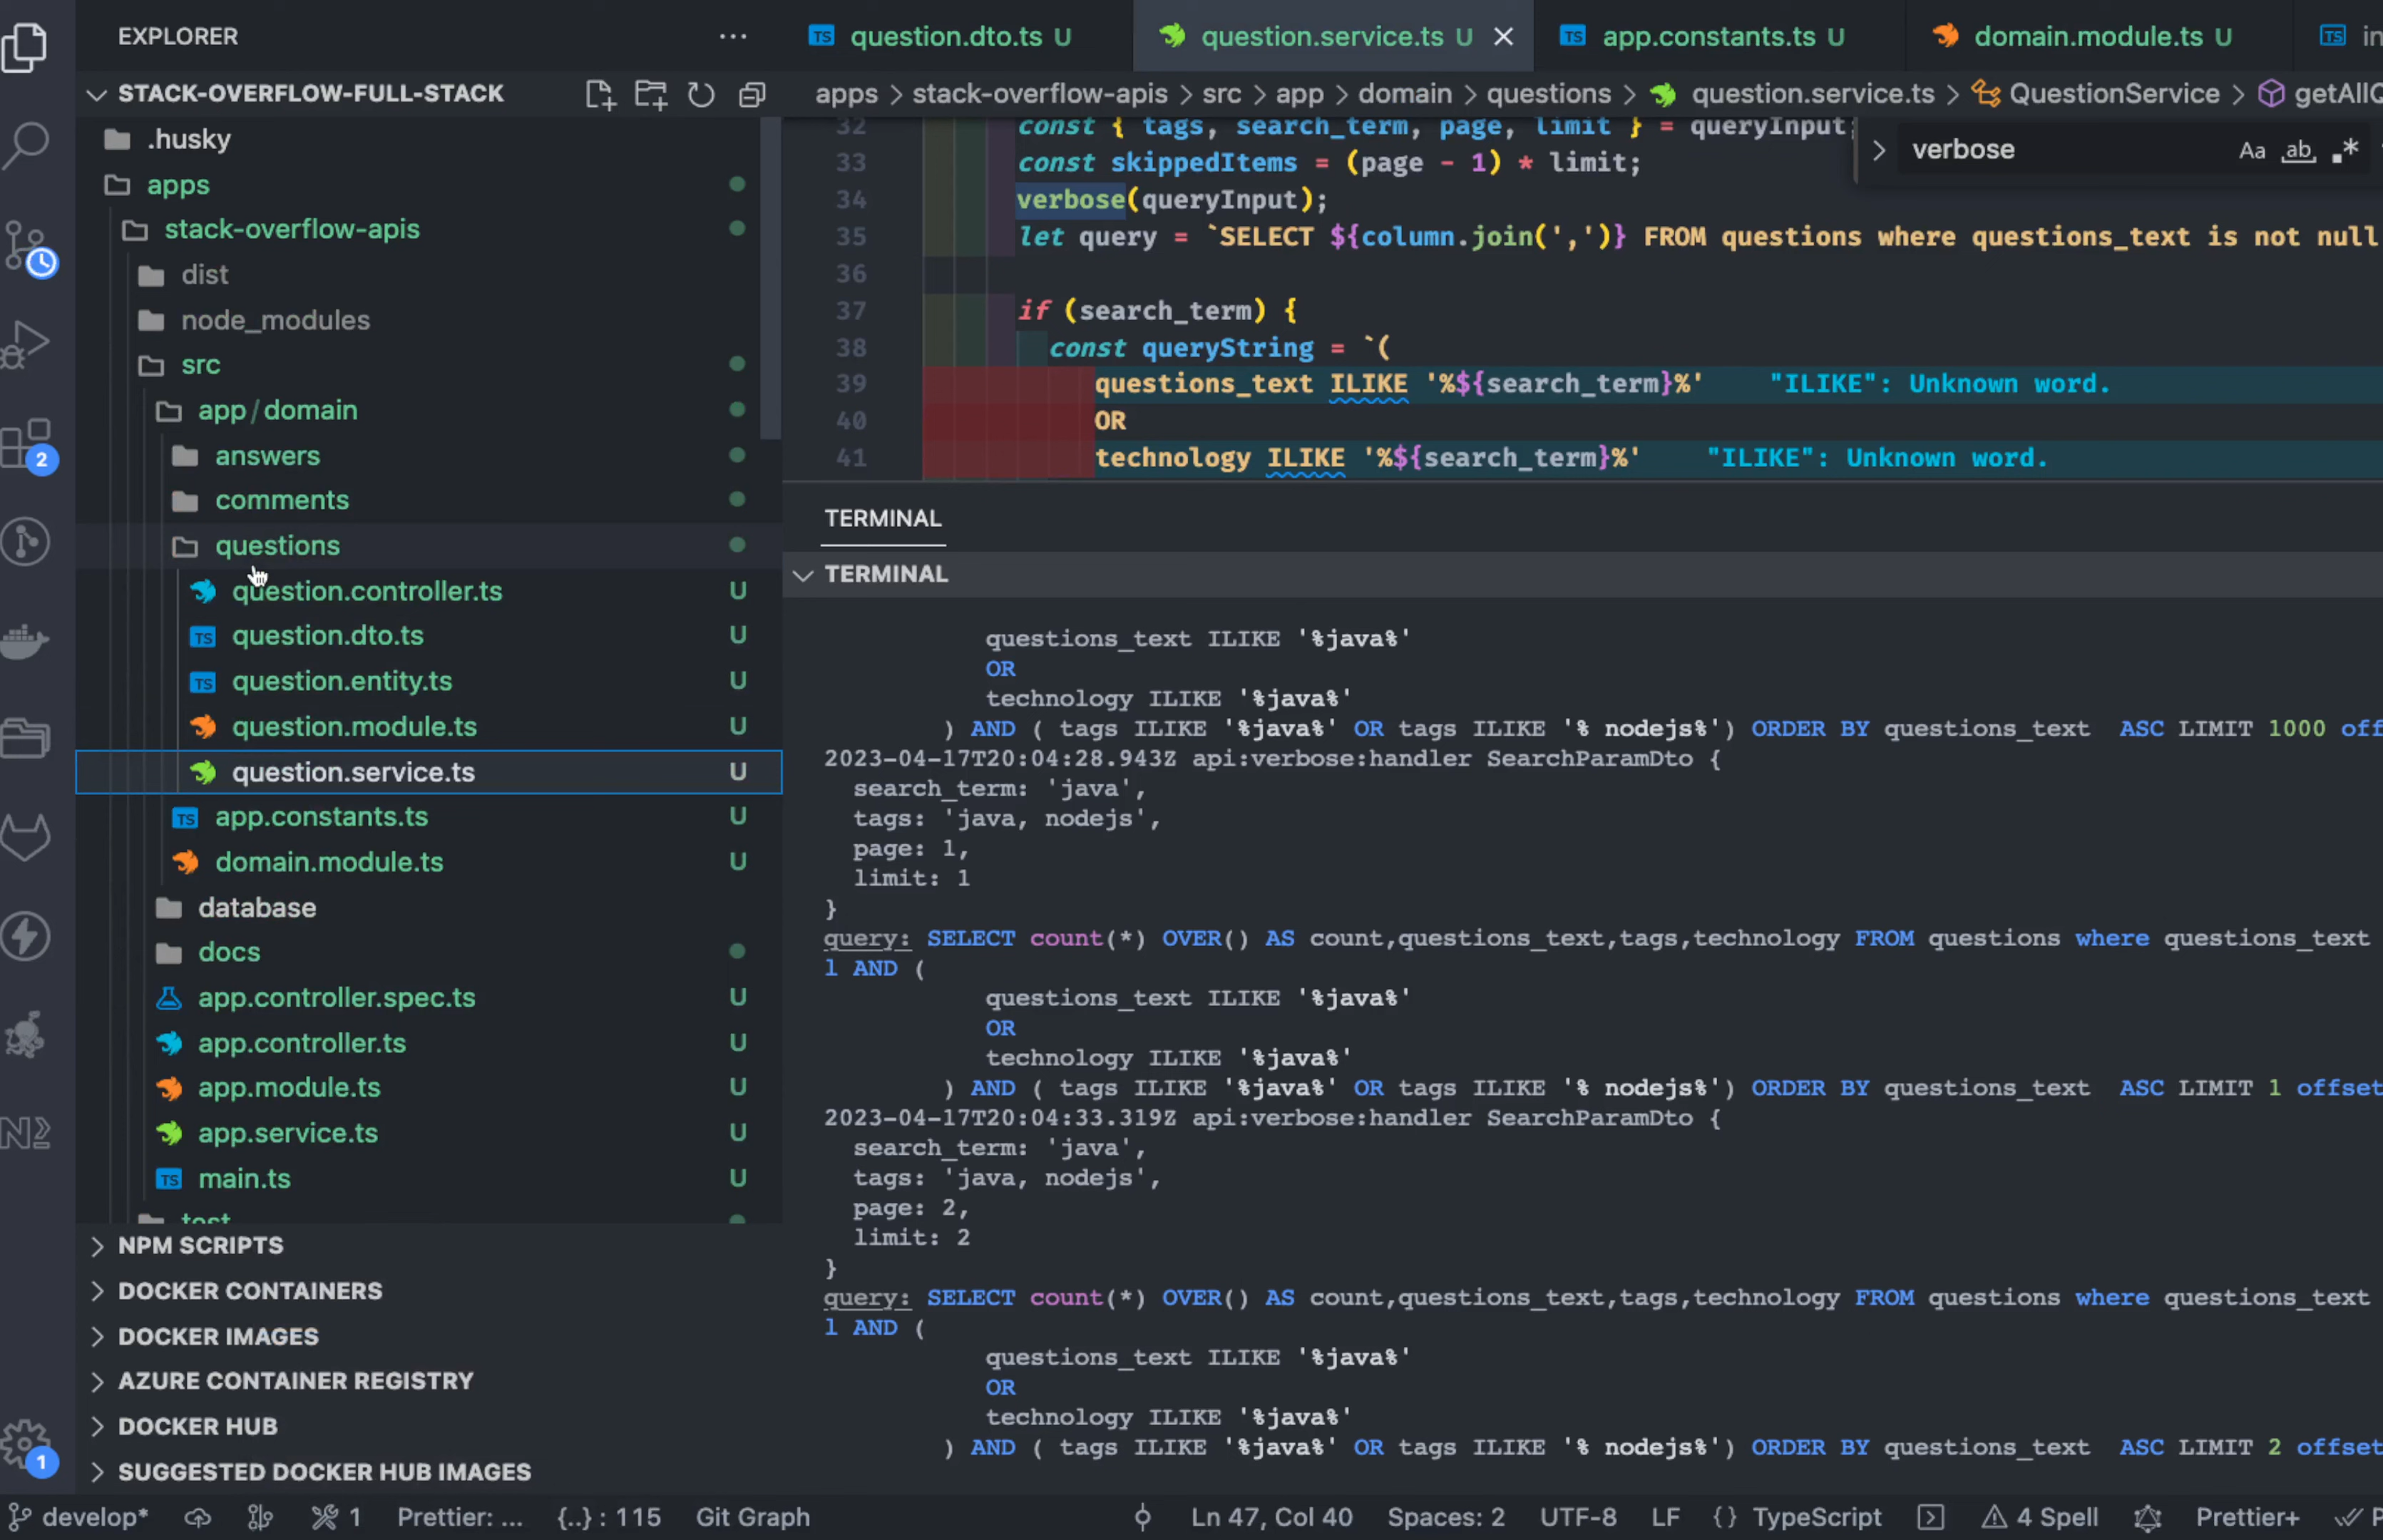 EXPLORER
STACK-OVERFLOW-FULL-STACK
.husky
apps
stack-overflow-apis
dist
node_modules
src
app/domain
answers
comments
questions
question.controller.ts U
TS question.dto.ts U
TS question.entity.ts U
question.module.ts U
question.service.ts U
TS app.constants.ts U
domain.module.ts U
database
docs
app.controller.spec.ts U
app.controller.ts U
app.module.ts U
app.service.ts U
TS main.ts U
test
NPM SCRIPTS
DOCKER CONTAINERS
DOCKER IMAGES
AZURE CONTAINER REGISTRY
DOCKER HUB
SUGGESTED DOCKER HUB IMAGES
2
1
TS question.dto.ts U question.service.ts U TS app.constants.ts U domain.module.ts U TS in
apps > stack-overflow-apis > src > app > domain > questions > question.service.ts > QuestionService > getAllQ
verbose Aa ab .*
32 const { tags, search_term, page, limit } = queryInput;
33 const skippedItems = (page - 1) * limit;
34 verbose(queryInput);
35 let query = `SELECT ${column.join(',')} FROM questions where questions_text is not null
36
37 if (search_term) {
38 const queryString = `(
39 questions_text ILIKE '%${search_term}%' "ILIKE": Unknown word.
40 OR
41 technology ILIKE '%${search_term}%' "ILIKE": Unknown word.
TERMINAL
TERMINAL
questions_text ILIKE '%java%'
OR
technology ILIKE '%java%'
) AND ( tags ILIKE '%java%' OR tags ILIKE '% nodejs%') ORDER BY questions_text ASC LIMIT 1000 off
2023-04-17T20:04:28.943Z api:verbose:handler SearchParamDto {
search_term: 'java',
tags: 'java, nodejs',
page: 1,
limit: 1
}
query: SELECT count(*) OVER() AS count,questions_text,tags,technology FROM questions where questions_text
l AND (
questions_text ILIKE '%java%'
OR
technology ILIKE '%java%'
) AND ( tags ILIKE '%java%' OR tags ILIKE '% nodejs%') ORDER BY questions_text ASC LIMIT 1 offset
2023-04-17T20:04:33.319Z api:verbose:handler SearchParamDto {
search_term: 'java',
tags: 'java, nodejs',
page: 2,
limit: 2
}
query: SELECT count(*) OVER() AS count,questions_text,tags,technology FROM questions where questions_text
l AND (
questions_text ILIKE '%java%'
OR
technology ILIKE '%java%'
) AND ( tags ILIKE '%java%' OR tags ILIKE '% nodejs%') ORDER BY questions_text ASC LIMIT 2 offset
develop* 1 Prettier: ... {..} : 115 Git Graph Ln 47, Col 40 Spaces: 2 UTF-8 LF {} TypeScript 4 Spell Prettier+ P